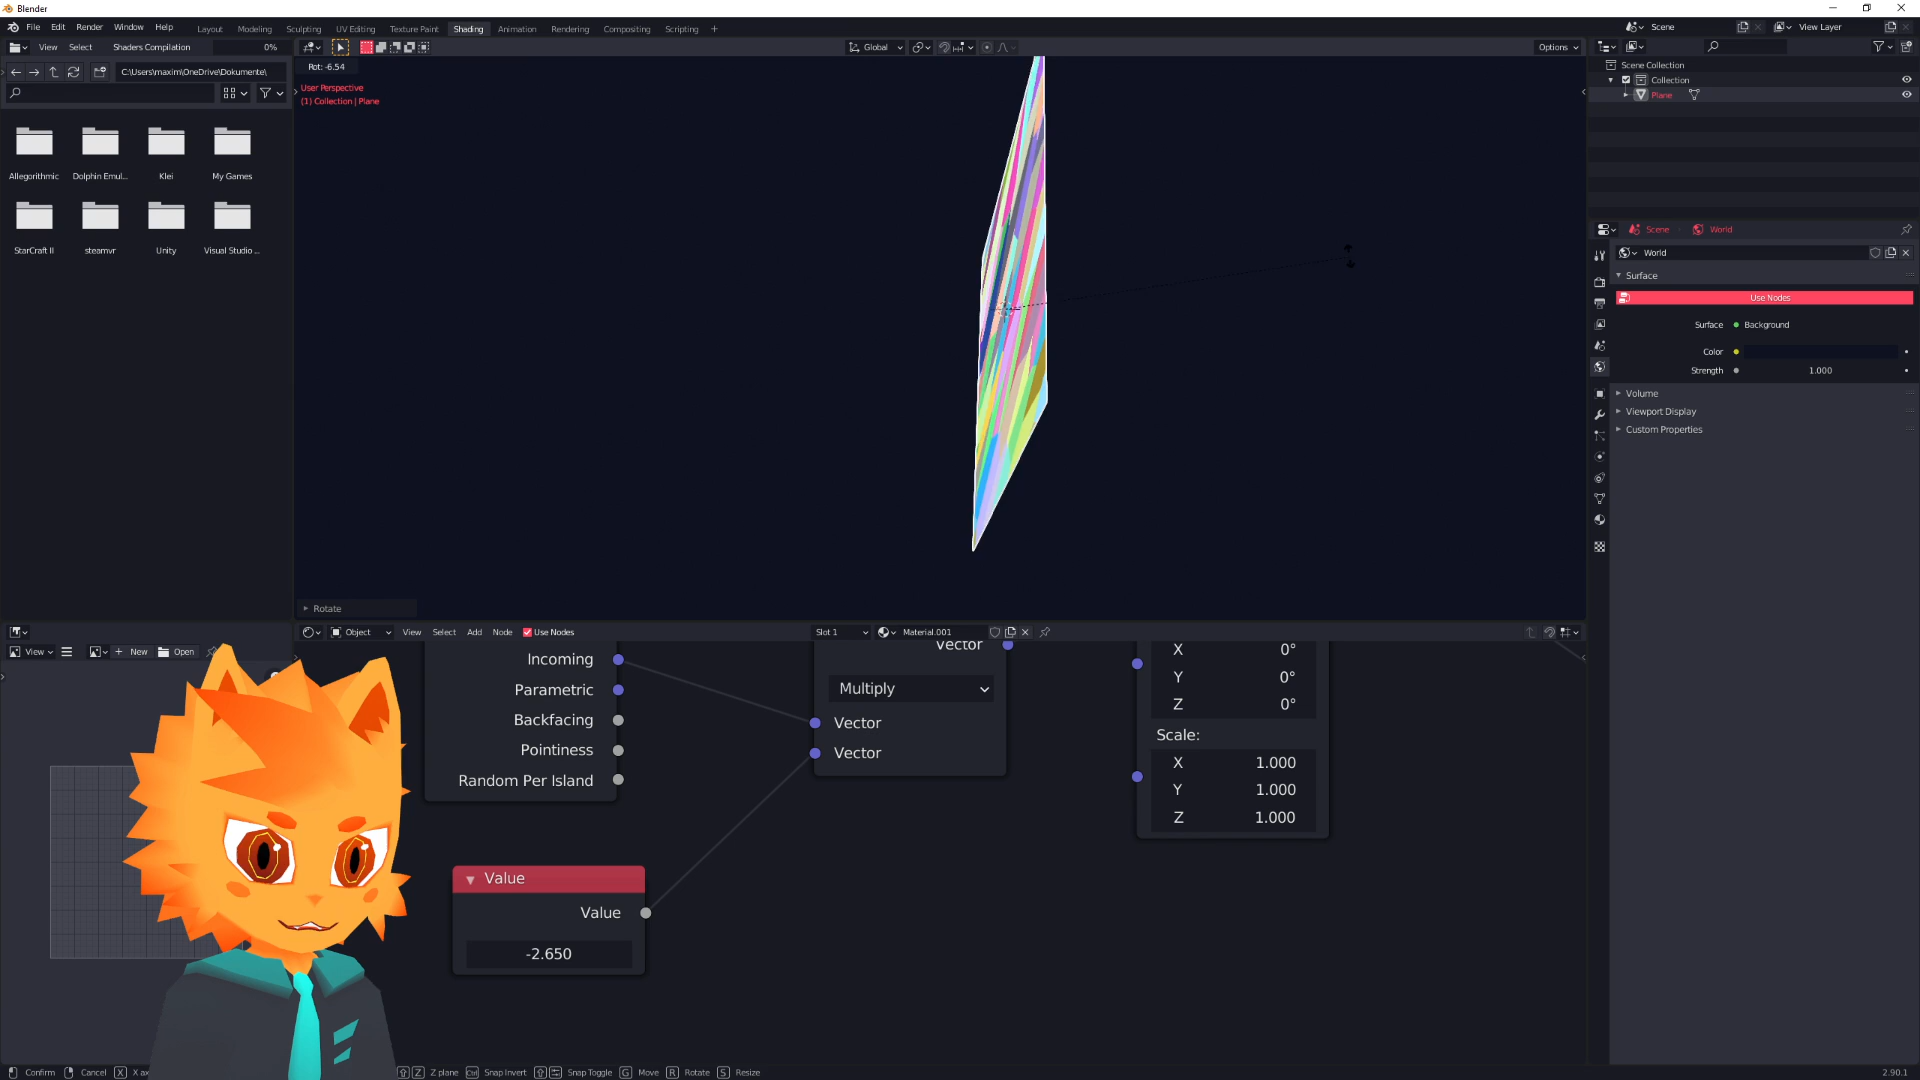 Blender
File Edit Render Window Help
Layout Modeling Sculpting UV Editing Texture Paint Shading Animation Rendering Compositing Scripting +
Scene
View Layer
View Select Shaders Compilation 0%
Global
Options
C:\Users\maxim\OneDrive\Dokumente\
Rot: -6.54
User Perspective
(1) Collection | Plane
Scene Collection
Collection
Plane
Allegorithmic Dolphin Emul... Klei My Games
StarCraft II steamvr Unity Visual Studio ...
Scene World
World
Surface
Use Nodes
Surface Background
Color
Strength 1.000
Volume
Viewport Display
Custom Properties
Rotate
Object View Select Add Node Use Nodes Slot 1 Material.001
View + New Open
Incoming
Parametric
Backfacing
Pointiness
Random Per Island
Vector
Multiply
Vector
Vector
X 0°
Y 0°
Z 0°
Scale:
X 1.000
Y 1.000
Z 1.000
Value
Value
-2.650
Confirm Cancel X X ax
Z Z plane Ctrl Snap Invert Snap Toggle G Move R Rotate S Resize
2.90.1